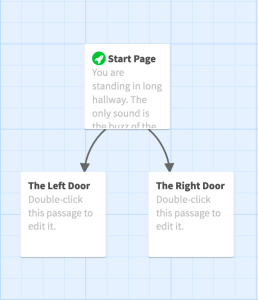 Start Page
You are
standing in long
hallway. The
only sound is
the buzz of the
The Left Door
Double-click
this passage to
edit it.
The Right Door
Double-click
this passage to
edit it.